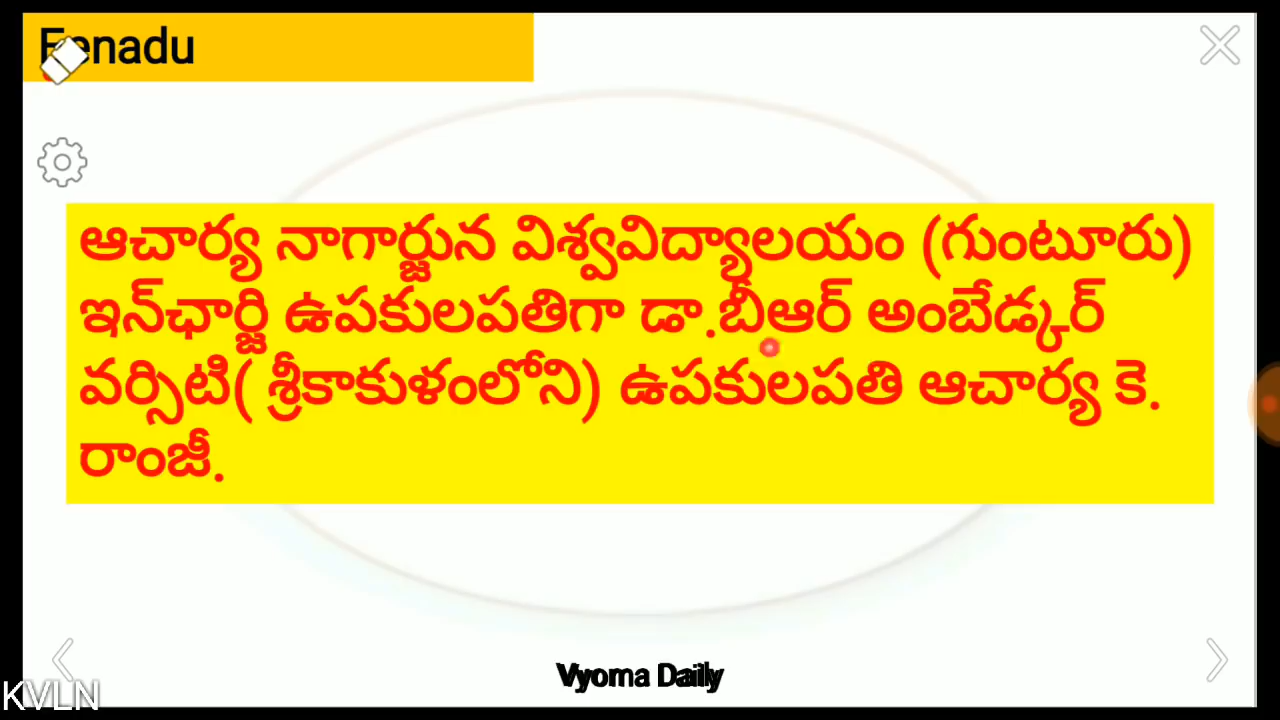 Eenadu
ఆచార్య నాగార్జున విశ్వవిద్యాలయం (గుంటూరు)
ఇన్‌ఛార్జి ఉపకులపతిగా డా.బీఆర్ అంబేడ్కర్
వర్సిటి( శ్రీకాకుళంలోని) ఉపకులపతి ఆచార్య కె.
రాంజీ.
Vyoma Daily
KVLN